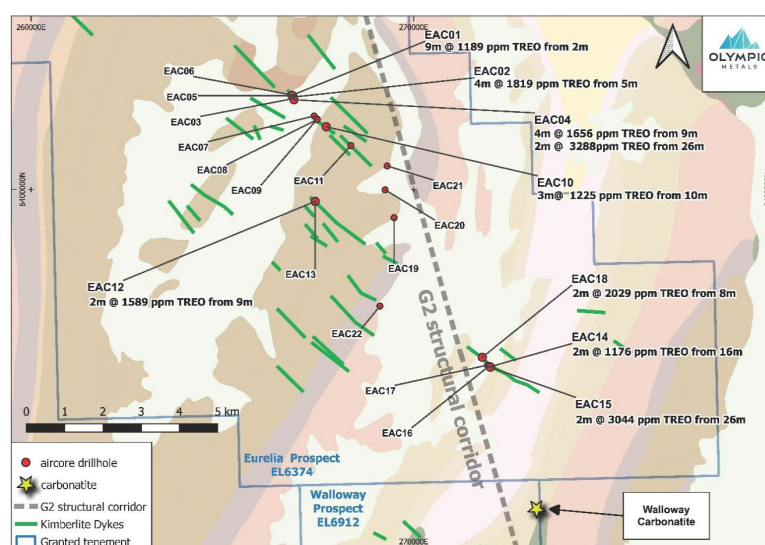 260000E
270000E
OLYMPIC
METALS
EAC01
9m @ 1189 ppm TREO from 2m
EAC06
EAC02
4m @ 1819 ppm TREO from 5m
EAC05
EAC03
EAC04
4m @ 1656 ppm TREO from 9m
2m @ 3288ppm TREO from 26m
EAC07
EAC08
EAC09
EAC11
EAC21
EAC10
3m@ 1225 ppm TREO from 10m
6400000N
EAC20
EAC12
2m @ 1589 ppm TREO from 9m
EAC13
EAC19
EAC18
2m @ 2029 ppm TREO from 8m
EAC22
G2 structural corridor
EAC14
2m @ 1176 ppm TREO from 16m
EAC17
EAC15
2m @ 3044 ppm TREO from 26m
EAC16
0 1 2 3 4 5 km
Eurelia Prospect
EL6374
Walloway
Prospect
EL6912
aircore drillhole
carbonatite
G2 structural corridor
Kimberlite Dykes
Granted tenement
Walloway
Carbonatite
270000E